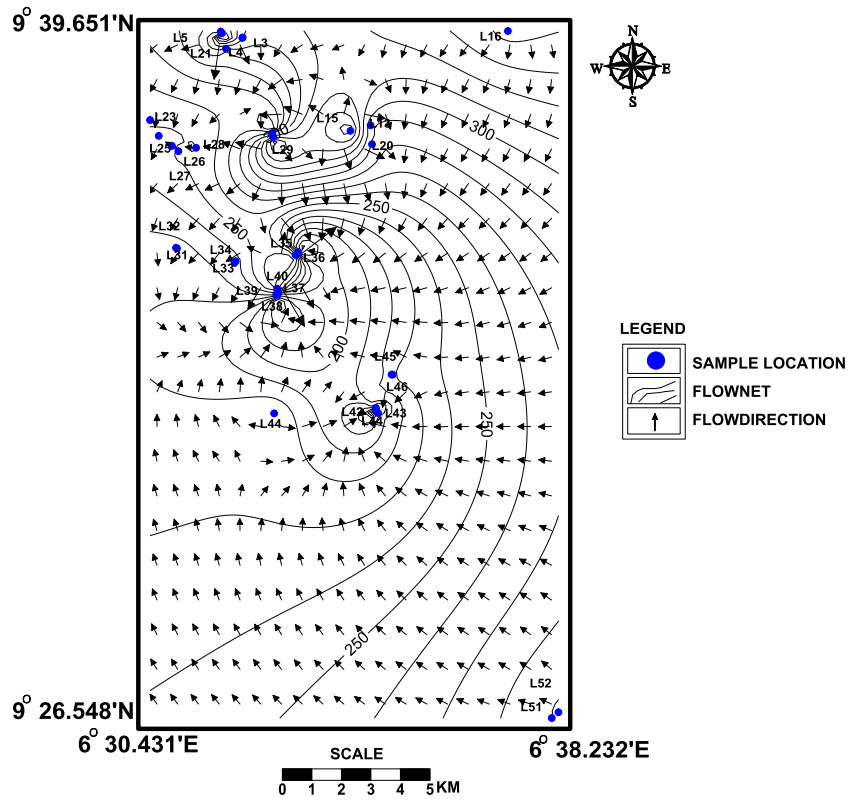 9° 39.651'N
L16
L5
L3
L21
L4
N
W
E
S
L23
L15
300
L25
L28
L29
L20
L26
L27
250
L32
250
L35
L34
L31
L36
L33
L40
L39
L37
L38
200
L45
L46
L42
L43
L44
L44
250
LEGEND
SAMPLE LOCATION
FLOWNET
FLOWDIRECTION
250
L52
L51
9° 26.548'N
6° 30.431'E
6° 38.232'E
SCALE
0 1 2 3 4 5 KM